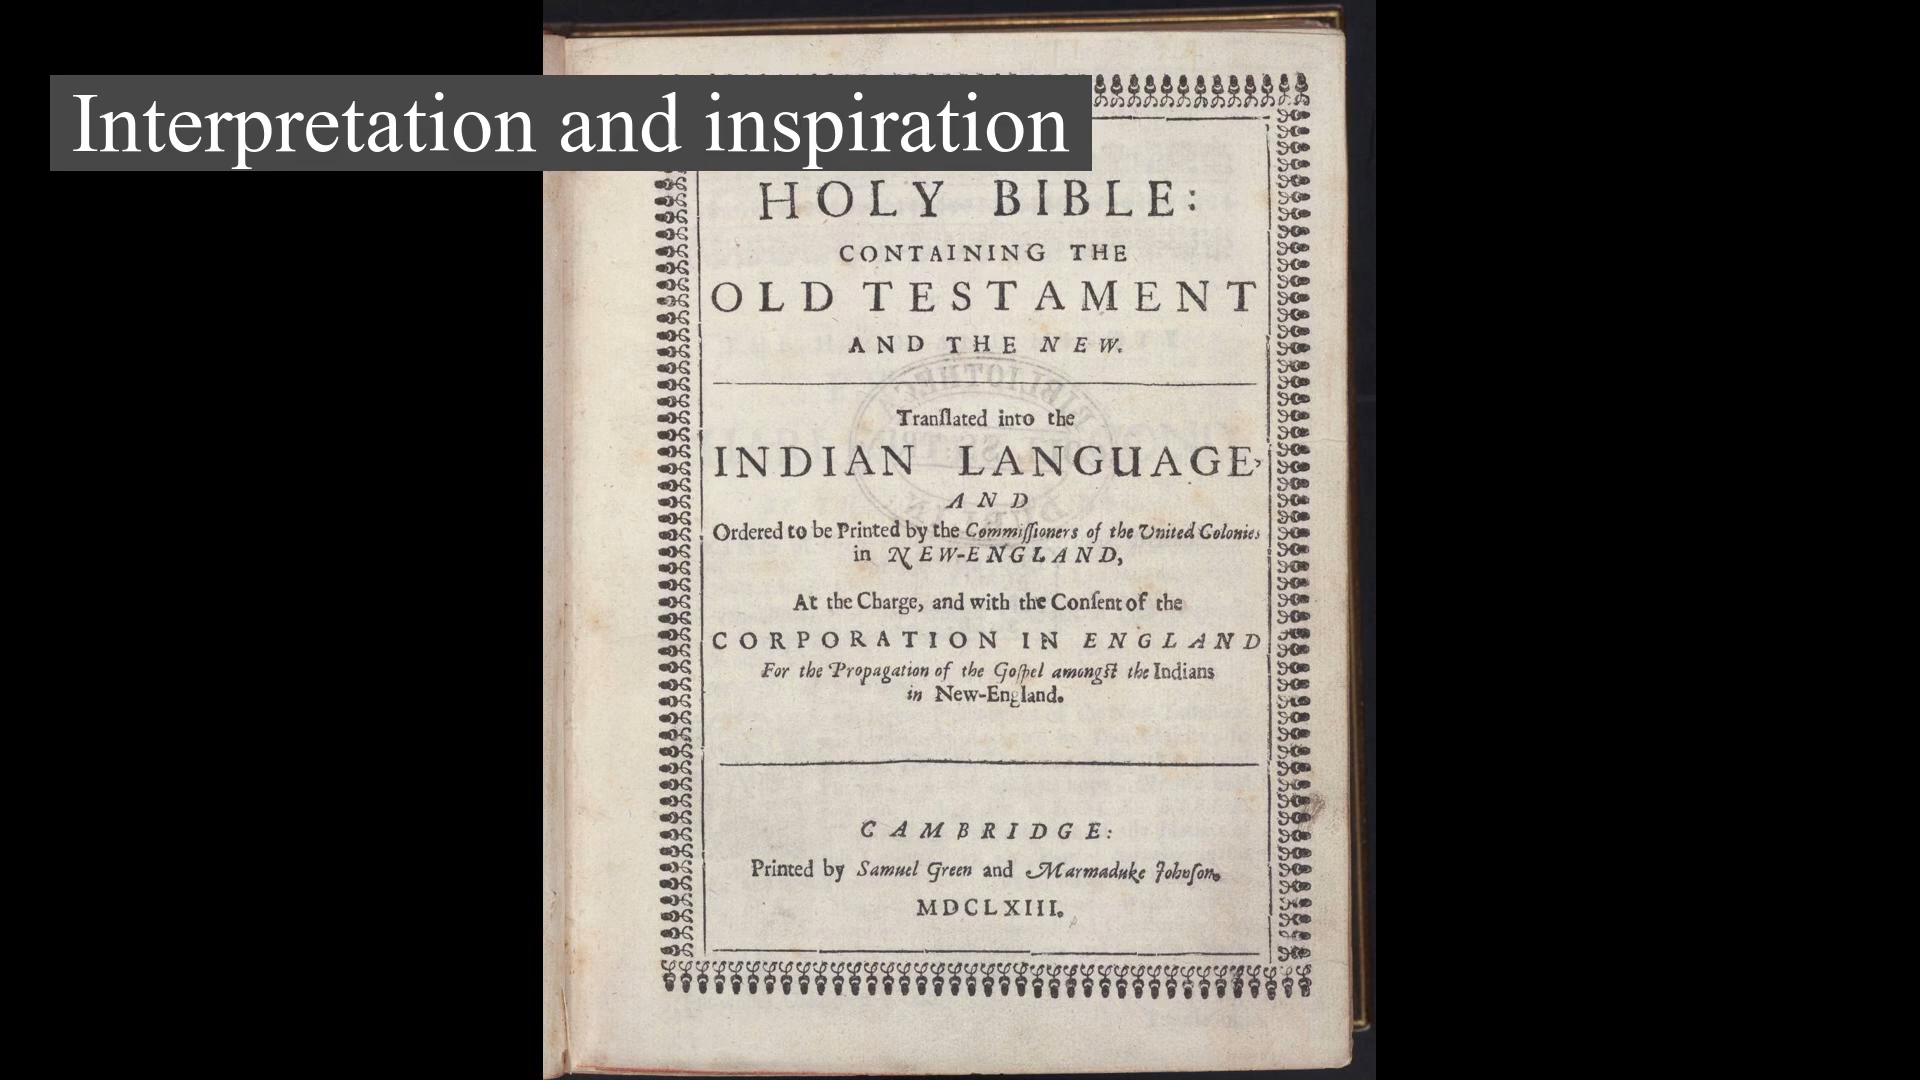 Interpretation and inspiration
HOLY BIBLE:
CONTAINING THE
OLD TESTAMENT
AND THE NEW.
Tranſlated into the
INDIAN LANGUAGE,
AND
Ordered to be Printed by the Commiſſioners of the United Colonies
in NEW-ENGLAND,
At the Charge, and with the Conſent of the
CORPORATION IN ENGLAND
For the Propagation of the Goſpel amongst the Indians
in New-England.
CAMBRIDGE:
Printed by Samuel Green and Marmaduke Johnſon.
MDCLXIII.